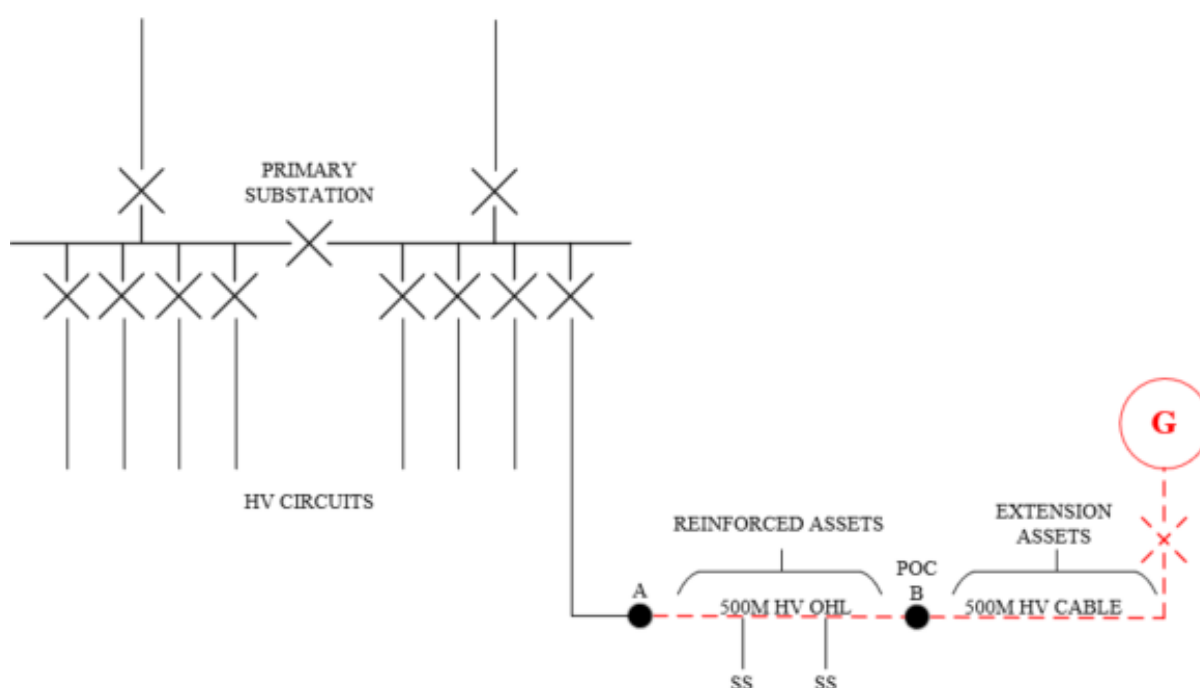 PRIMARY
SUBSTATION
HV CIRCUITS
G
REINFORCED ASSETS
EXTENSION
ASSETS
A
POC
B
500M HV OHL
500M HV CABLE
SS
SS